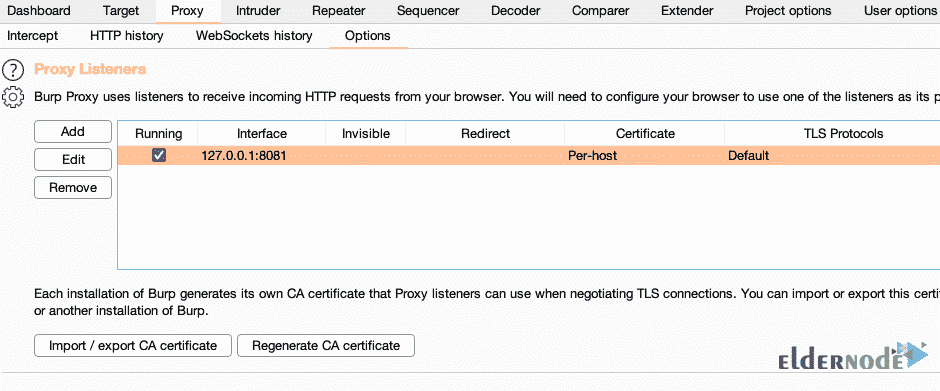 Dashboard Target Proxy Intruder Repeater Sequencer Decoder Comparer Extender Project options User options
Intercept HTTP history WebSockets history Options
? Proxy Listeners
Burp Proxy uses listeners to receive incoming HTTP requests from your browser. You will need to configure your browser to use one of the listeners as its p
Add
Running Interface Invisible Redirect Certificate TLS Protocols
Edit
127.0.0.1:8081 Per-host Default
Remove
Each installation of Burp generates its own CA certificate that Proxy listeners can use when negotiating TLS connections. You can import or export this certi
or another installation of Burp.
Import / export CA certificate Regenerate CA certificate
ELDERNODE